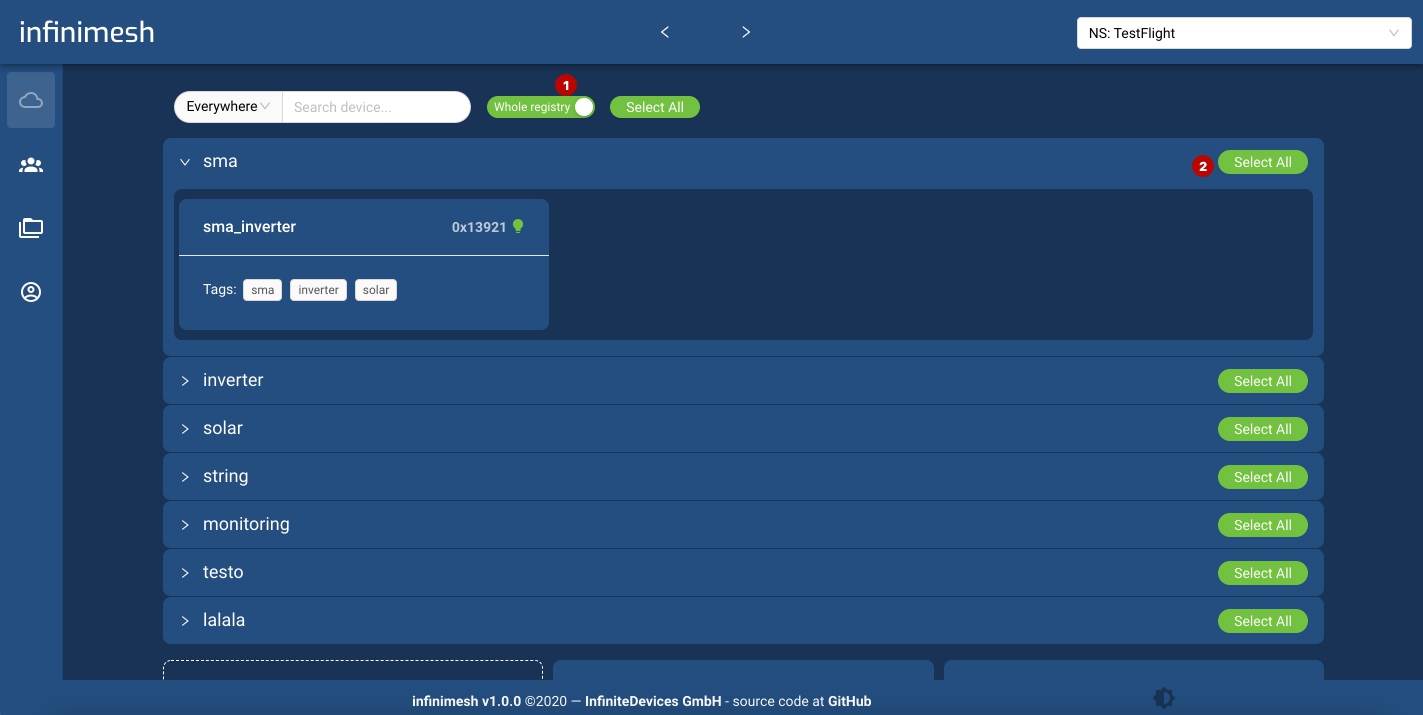 infinimesh
NS: TestFlight
1
Everywhere Search device... Whole registry Select All
sma
2 Select All
sma_inverter 0x13921
Tags: sma inverter solar
inverter Select All
solar Select All
string Select All
monitoring Select All
testo Select All
lalala Select All
infinimesh v1.0.0 ©2020 — InfiniteDevices GmbH - source code at GitHub